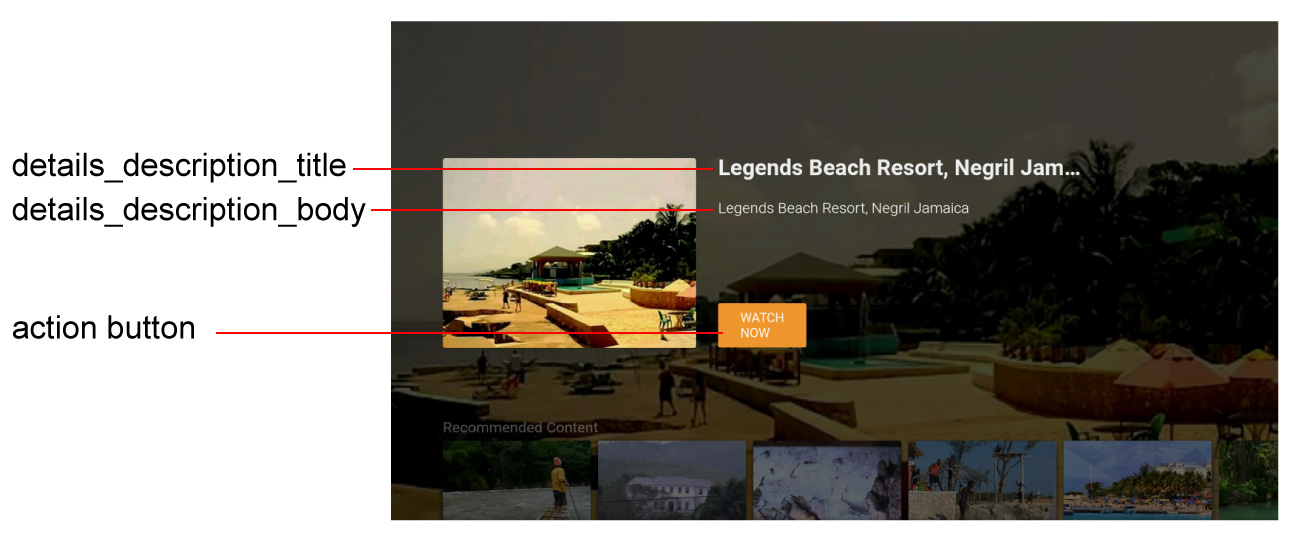 details_description_title
Legends Beach Resort, Negril Jam...
details_description_body
Legends Beach Resort, Negril Jamaica
action button
WATCH
NOW
Recommended Content